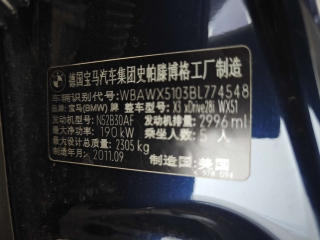 德国宝马汽车集团史帕滕博格工厂制造
车辆识别代号: WBAWX5103BL774548
品牌: 宝马(BMW)牌 整车型号: X3 xDrive28i WX51
发动机型号: N52B30AF 发动机排量: 2996 ml
最大净功率: 190 kW 乘坐人数: 5 人
最大设计总质量: 2305 kg
制造年月: 2011.09 制造国: 美国